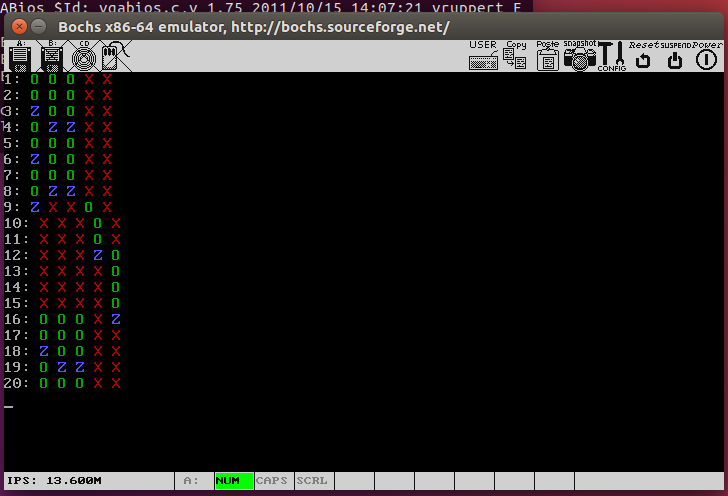 ABios $Id: vgabios.c,v 1.75 2011/10/15 14:07:21 vruppert E
Bochs x86-64 emulator, http://bochs.sourceforge.net/
A: B: CD USER Copy Paste snapshot CONFIG Reset SUSPEND Power
1: O O O X X
2: O O O X X
3: Z O O X X
4: O Z Z X X
5: O O O X X
6: Z O O X X
7: O O O X X
8: O Z Z X X
9: Z X X O X
10: X X X O X
11: X X X O X
12: X X X Z O
13: X X X X O
14: X X X X O
15: X X X X O
16: O O O X Z
17: O O O X X
18: Z O O X X
19: O Z Z X X
20: O O O X X
_
IPS: 13.600M A: NUM CAPS SCRL